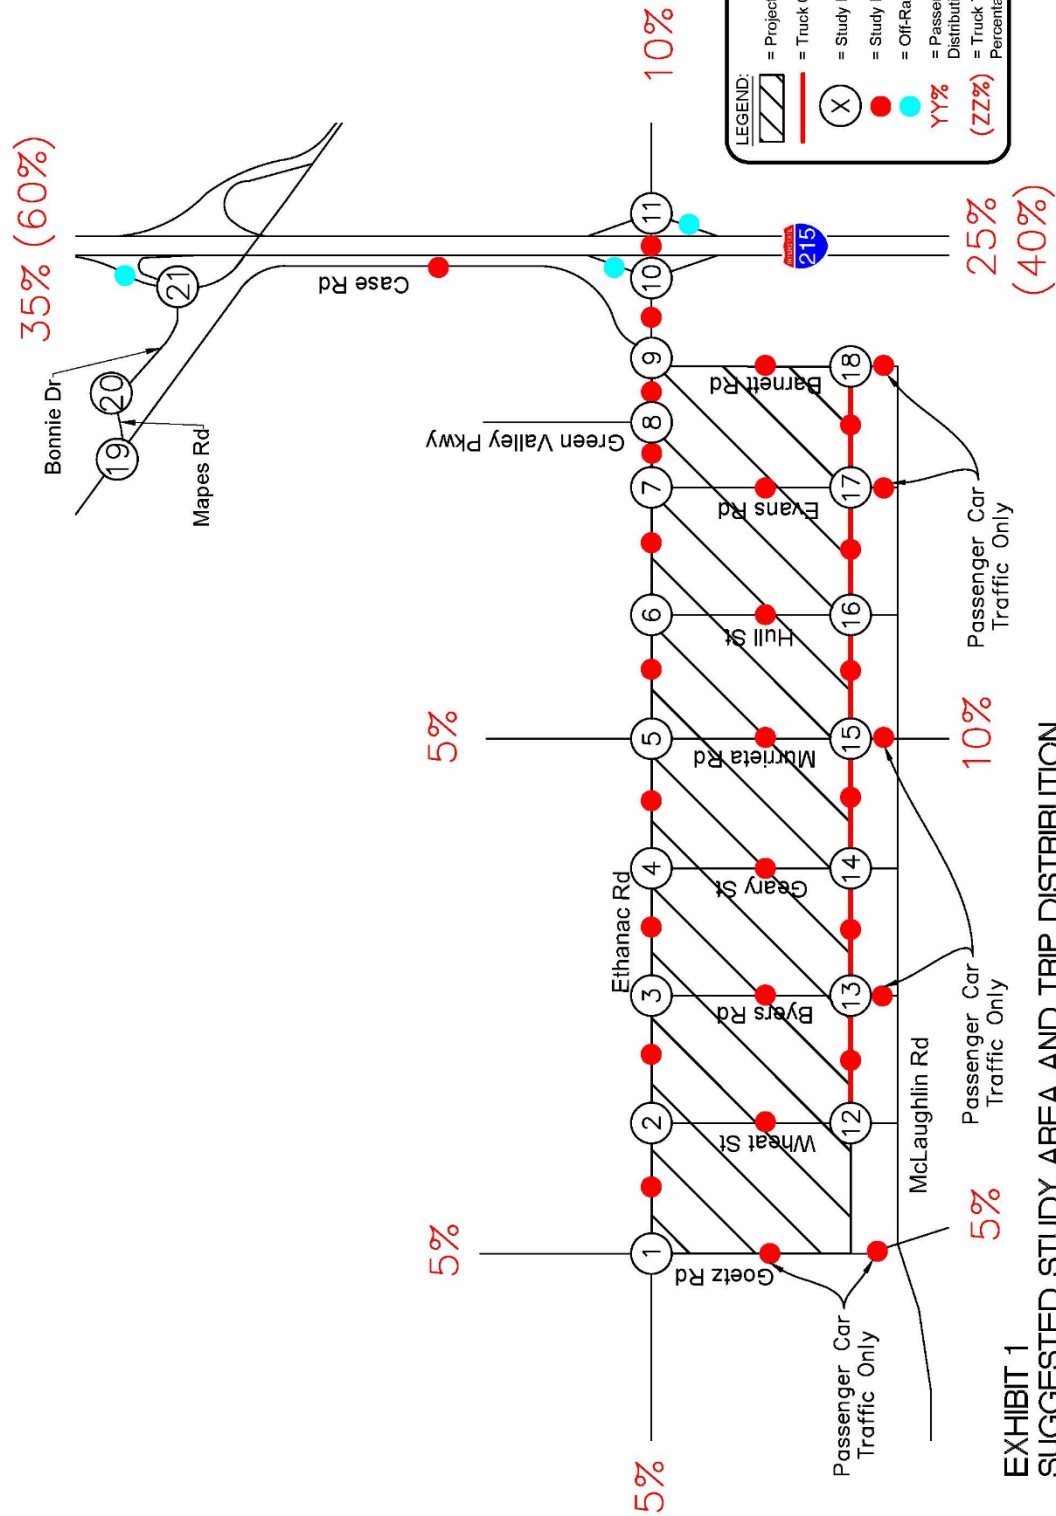 35% (60%)
Bonnie Dr
21
20
19
Mapes Rd
Case Rd
Green Valley Pkwy
10%
5%
5%
5%
Ethanac Rd
1
2
3
4
5
6
7
8
9
10
11
Goetz Rd
Wheat St
Byers Rd
Geary St
Murrieta Rd
Hull St
Evans Rd
Barnett Rd
12
13
14
15
16
17
18
McLaughlin Rd
INTERSTATE
215
25%
(40%)
10%
5%
Passenger Car
Traffic Only
Passenger Car
Traffic Only
Passenger Car
Traffic Only
LEGEND:
= Project
= Truck
X = Study
= Study
= Off-Ra
YY% = Passen
Distributi
(ZZ%) = Truck
Percenta
EXHIBIT 1
SUGGESTED STUDY AREA AND TRIP DISTRIBUTION